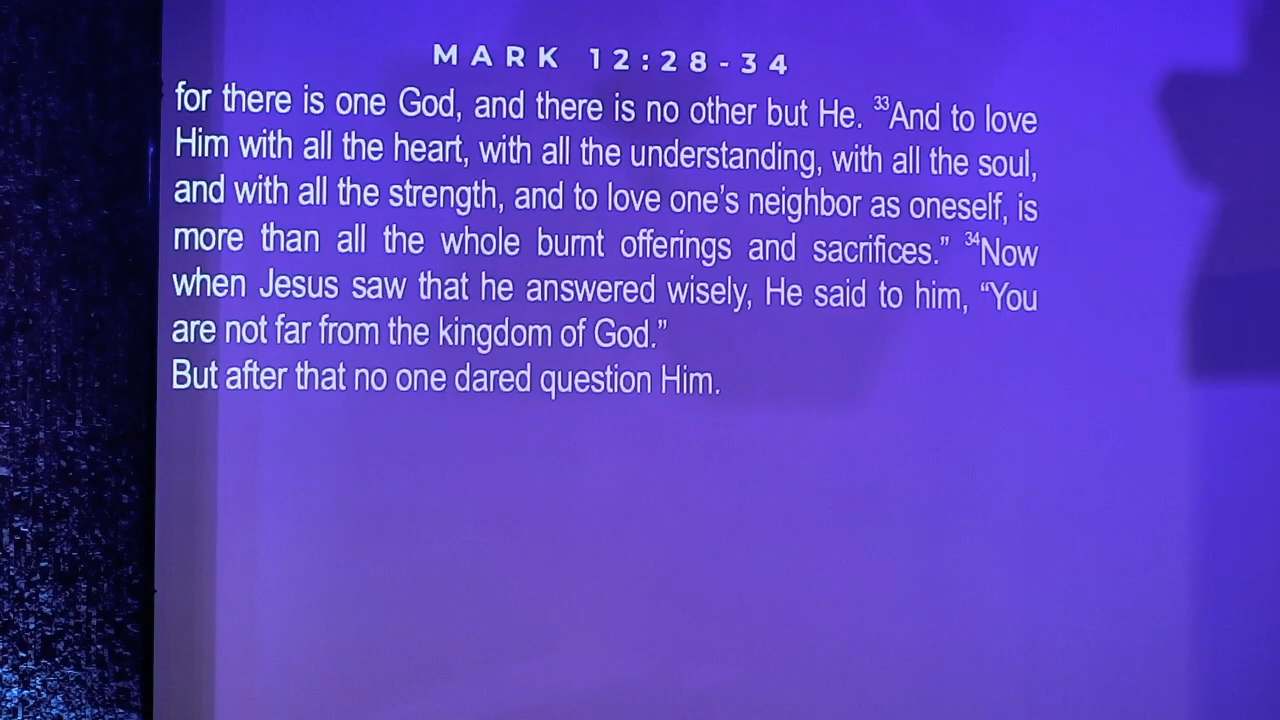 MARK 12:28-34
for there is one God, and there is no other but He. ³³And to love
Him with all the heart, with all the understanding, with all the soul,
and with all the strength, and to love one’s neighbor as oneself, is
more than all the whole burnt offerings and sacrifices.” ³⁴Now
when Jesus saw that he answered wisely, He said to him, “You
are not far from the kingdom of God.”
But after that no one dared question Him.